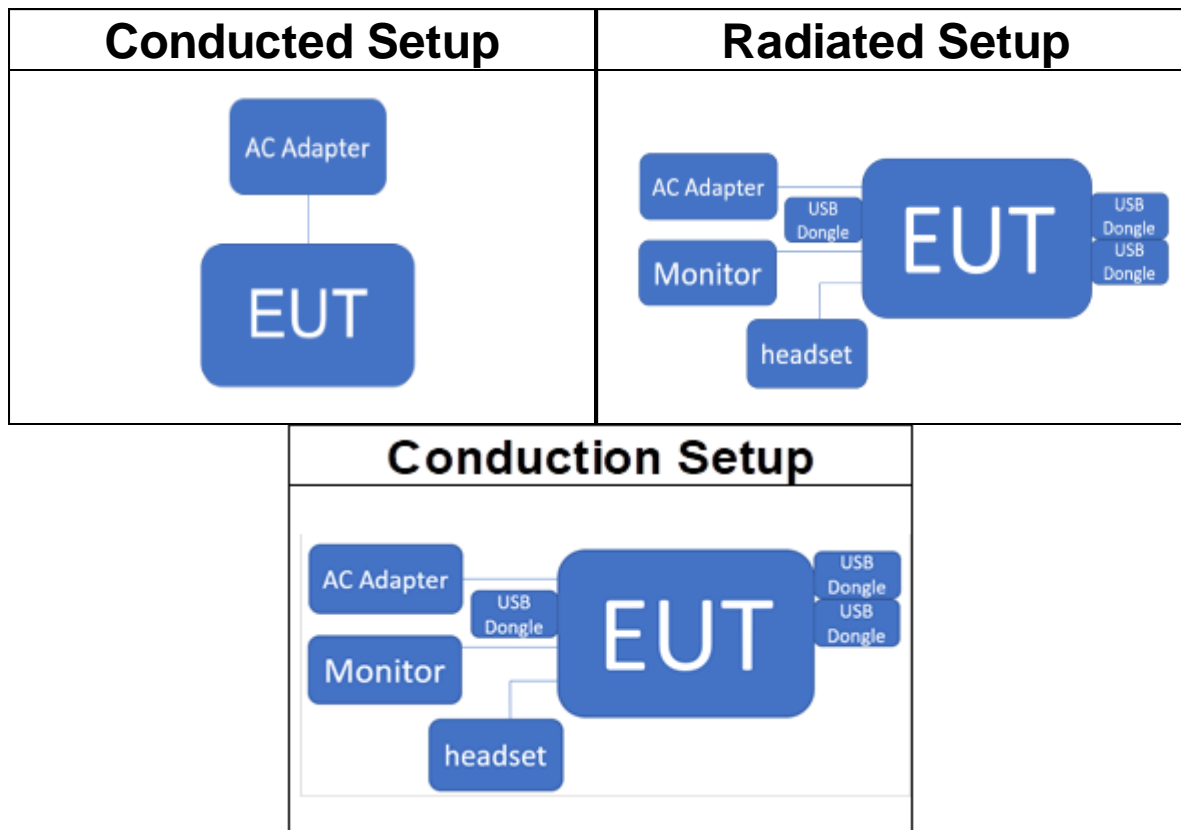 Conducted Setup
Radiated Setup
AC Adapter
EUT
AC Adapter
USB
Dongle
Monitor
headset
EUT
USB
Dongle
USB
Dongle
Conduction Setup
AC Adapter
USB
Dongle
Monitor
headset
EUT
USB
Dongle
USB
Dongle